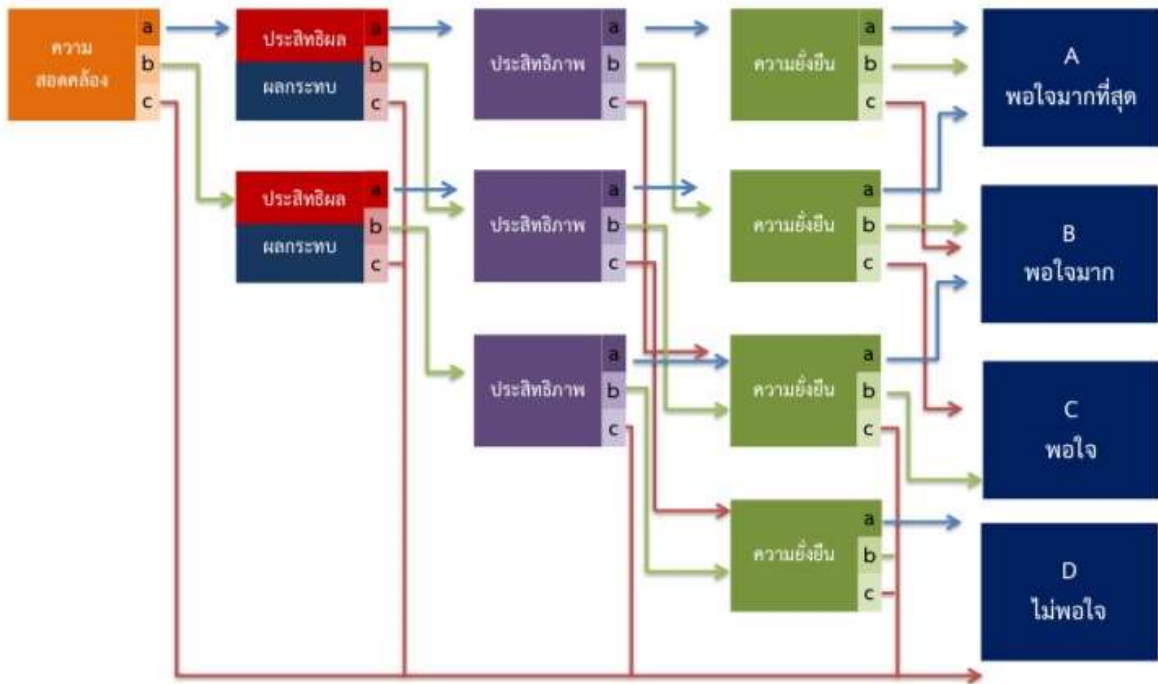 ความ
สอดคล้อง
a
b
c
ประสิทธิผล
ผลกระทบ
a
b
c
ประสิทธิภาพ
a
b
c
ความยั่งยืน
a
b
c
A
พอใจมากที่สุด
ประสิทธิผล
ผลกระทบ
a
b
c
ประสิทธิภาพ
a
b
c
ความยั่งยืน
a
b
c
B
พอใจมาก
ประสิทธิภาพ
a
b
c
ความยั่งยืน
a
b
c
C
พอใจ
ความยั่งยืน
a
b
c
D
ไม่พอใจ